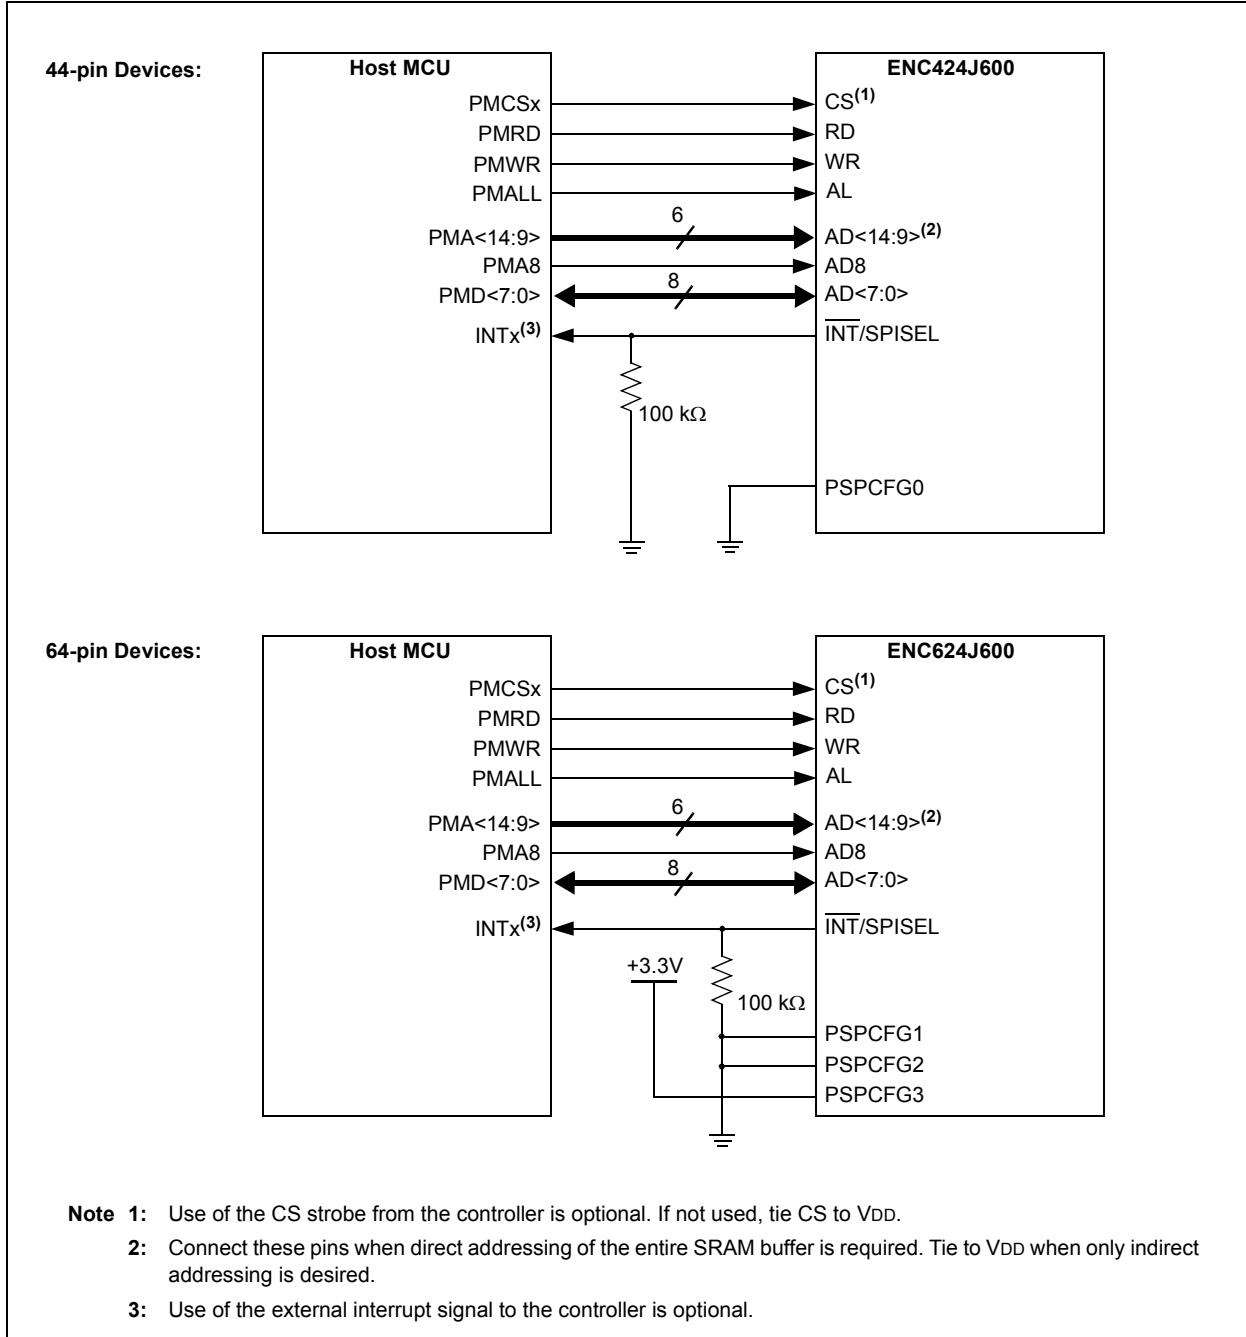 44-pin Devices:
Host MCU
ENC424J600
PMCSx
CS(1)
PMRD
RD
PMWR
WR
PMALL
AL
6
PMA<14:9>
AD<14:9>(2)
PMA8
AD8
8
PMD<7:0>
AD<7:0>
INTx(3)
INT/SPISEL
100 kΩ
PSPCFG0
64-pin Devices:
Host MCU
ENC624J600
PMCSx
CS(1)
PMRD
RD
PMWR
WR
PMALL
AL
6
PMA<14:9>
AD<14:9>(2)
PMA8
AD8
8
PMD<7:0>
AD<7:0>
INTx(3)
INT/SPISEL
+3.3V
100 kΩ
PSPCFG1
PSPCFG2
PSPCFG3
Note 1: Use of the CS strobe from the controller is optional. If not used, tie CS to VDD.
2: Connect these pins when direct addressing of the entire SRAM buffer is required. Tie to VDD when only indirect
addressing is desired.
3: Use of the external interrupt signal to the controller is optional.